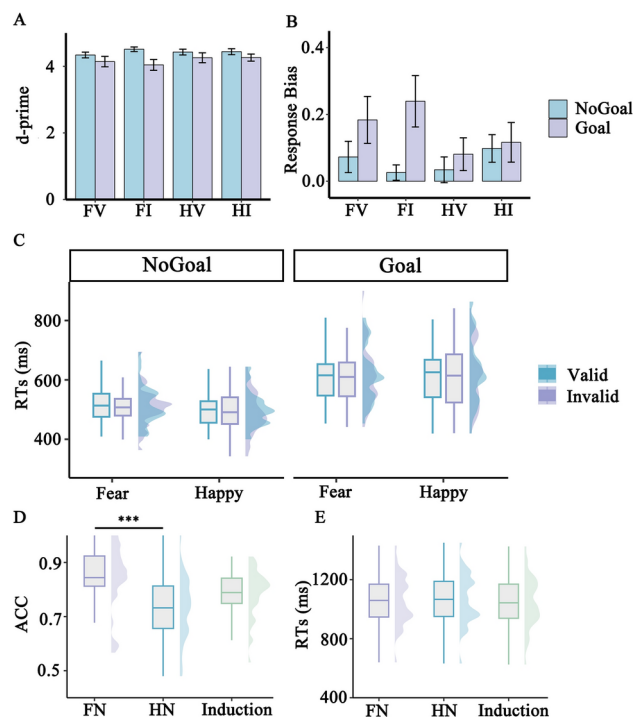 A
d-prime
4
2
0
FV FI HV HI
B
Response Bias
0.4
0.2
0.0
FV FI HV HI
NoGoal
Goal
C
NoGoal Goal
RTs (ms)
800
600
400
Fear Happy Fear Happy
Valid
Invalid
D
***
ACC
0.9
0.7
0.5
FN HN Induction
E
RTs (ms)
1200
800
400
FN HN Induction